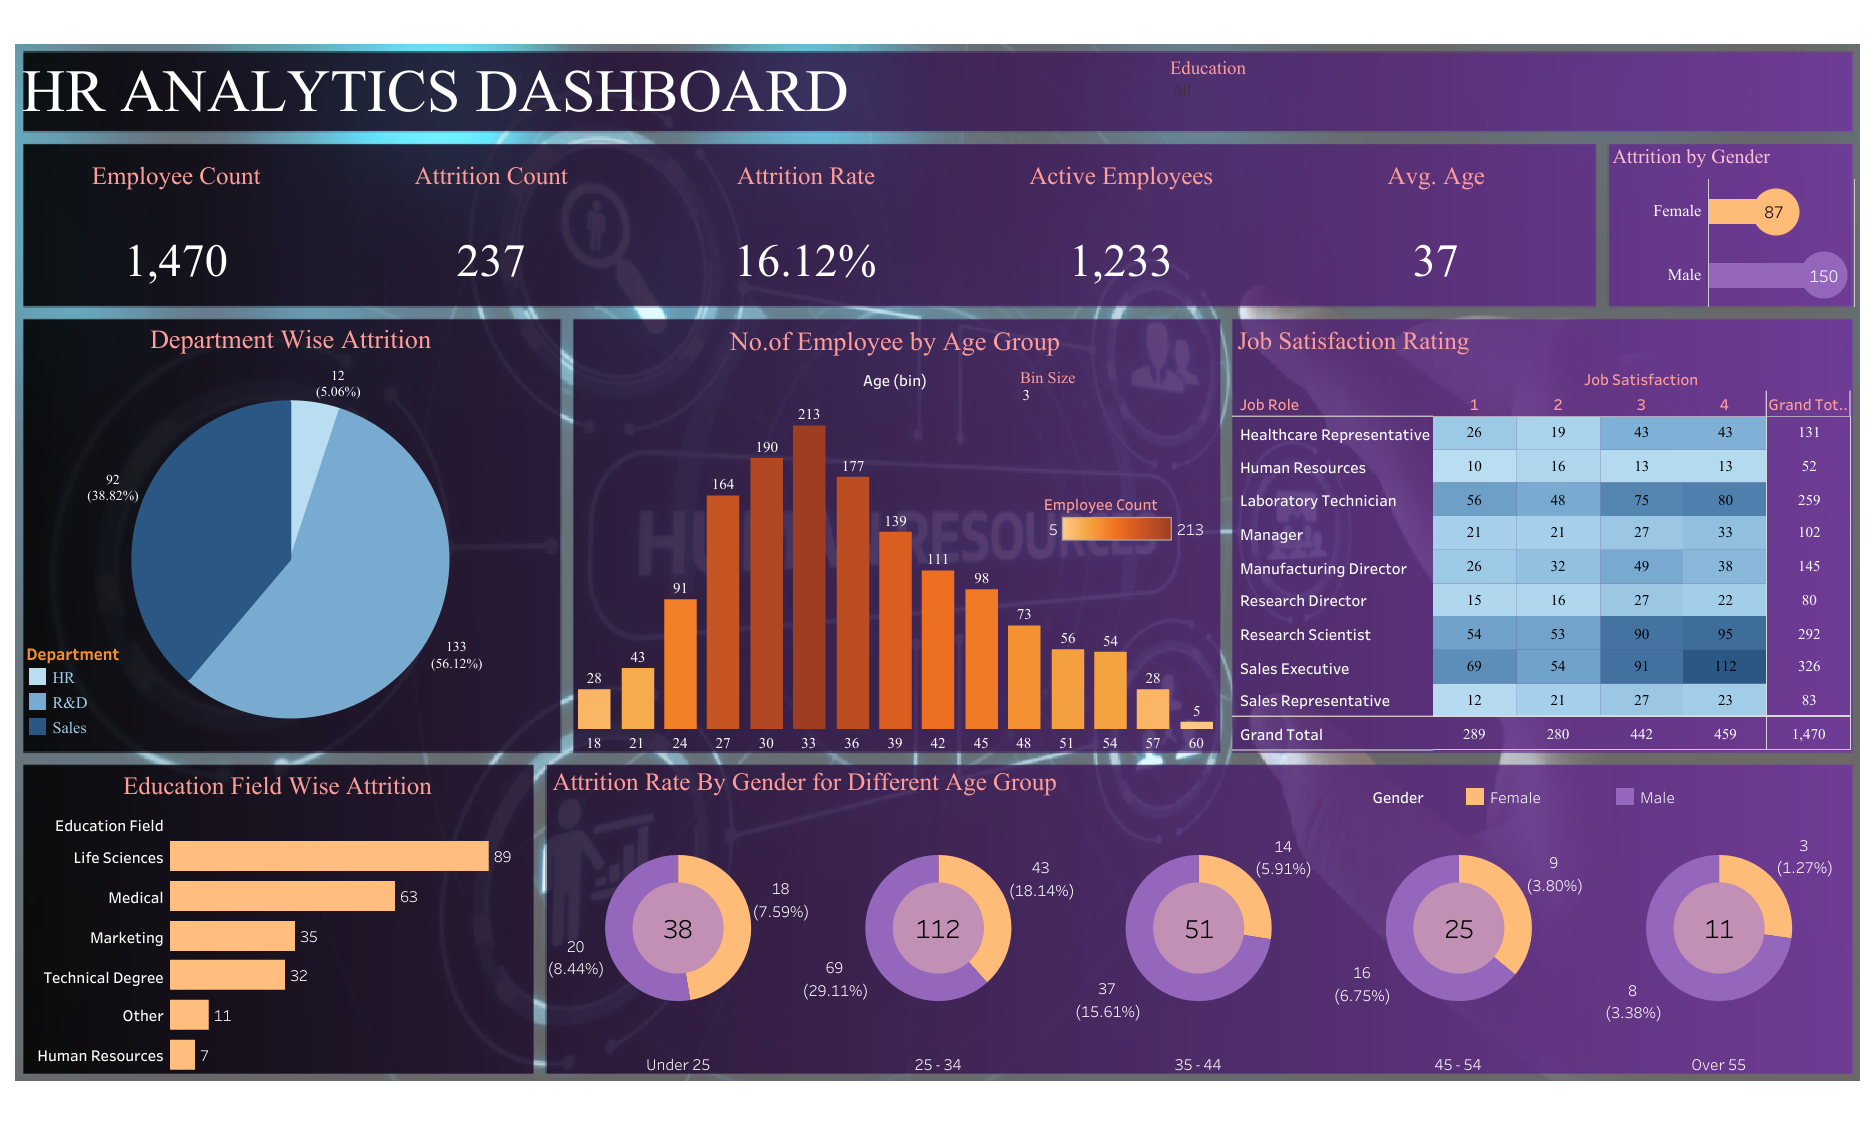 HR ANALYTICS DASHBOARD
Education
All
Employee Count
1,470
Attrition Count
237
Attrition Rate
16.12%
Active Employees
1,233
Avg. Age
37
Attrition by Gender
Female 87
Male 150
Department Wise Attrition
12
(5.06%)
92
(38.82%)
133
(56.12%)
Department
HR
R&D
Sales
No.of Employee by Age Group
Age (bin)
Bin Size
3
28 43 91 164 190 213 177 139 111 98 73 56 54 28 5
Employee Count
5 213
HUMAN RESOURCES
18 21 24 27 30 33 36 39 42 45 48 51 54 57 60
Job Satisfaction Rating
Job Satisfaction
Job Role 1 2 3 4 Grand Tot..
Healthcare Representative 26 19 43 43 131
Human Resources 10 16 13 13 52
Laboratory Technician 56 48 75 80 259
Manager 21 21 27 33 102
Manufacturing Director 26 32 49 38 145
Research Director 15 16 27 22 80
Research Scientist 54 53 90 95 292
Sales Executive 69 54 91 112 326
Sales Representative 12 21 27 23 83
Grand Total 289 280 442 459 1,470
Education Field Wise Attrition
Education Field
Life Sciences 89
Medical 63
Marketing 35
Technical Degree 32
Other 11
Human Resources 7
Attrition Rate By Gender for Different Age Group
Gender Female Male
38
18
(7.59%)
20
(8.44%)
Under 25
112
43
(18.14%)
69
(29.11%)
25 - 34
51
14
(5.91%)
37
(15.61%)
35 - 44
25
9
(3.80%)
16
(6.75%)
45 - 54
11
3
(1.27%)
8
(3.38%)
Over 55